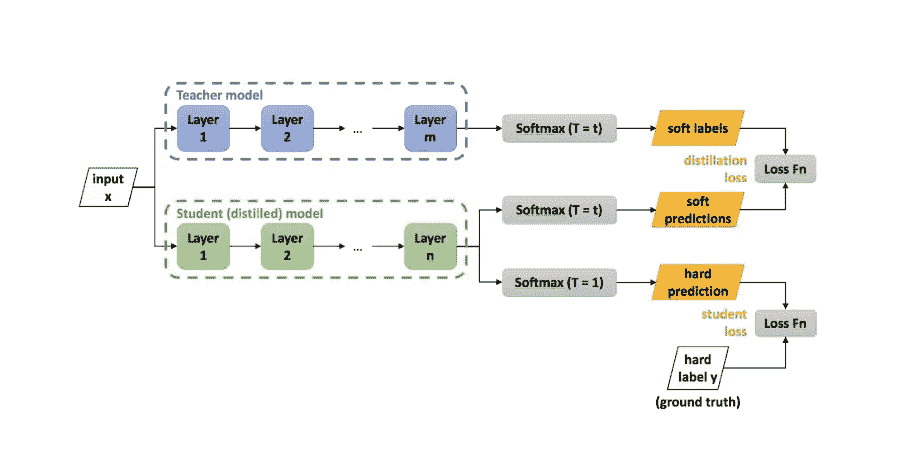 Teacher model
Layer
1
Layer
2
...
Layer
m
Softmax (T = t)
soft labels
input
x
distillation
loss
Loss Fn
Student (distilled) model
Layer
1
Layer
2
...
Layer
n
Softmax (T = t)
soft
predictions
Softmax (T = 1)
hard
prediction
student
loss
Loss Fn
hard
label y
(ground truth)